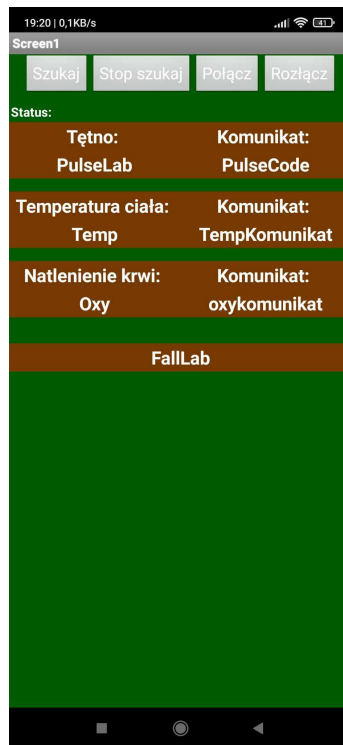 19:20 | 0,1KB/s 41
Screen1
Szukaj Stop szukaj Połącz Rozłącz
Status:
Tętno: Komunikat:
PulseLab PulseCode
Temperatura ciała: Komunikat:
Temp TempKomunikat
Natlenienie krwi: Komunikat:
Oxy oxykomunikat
FallLab